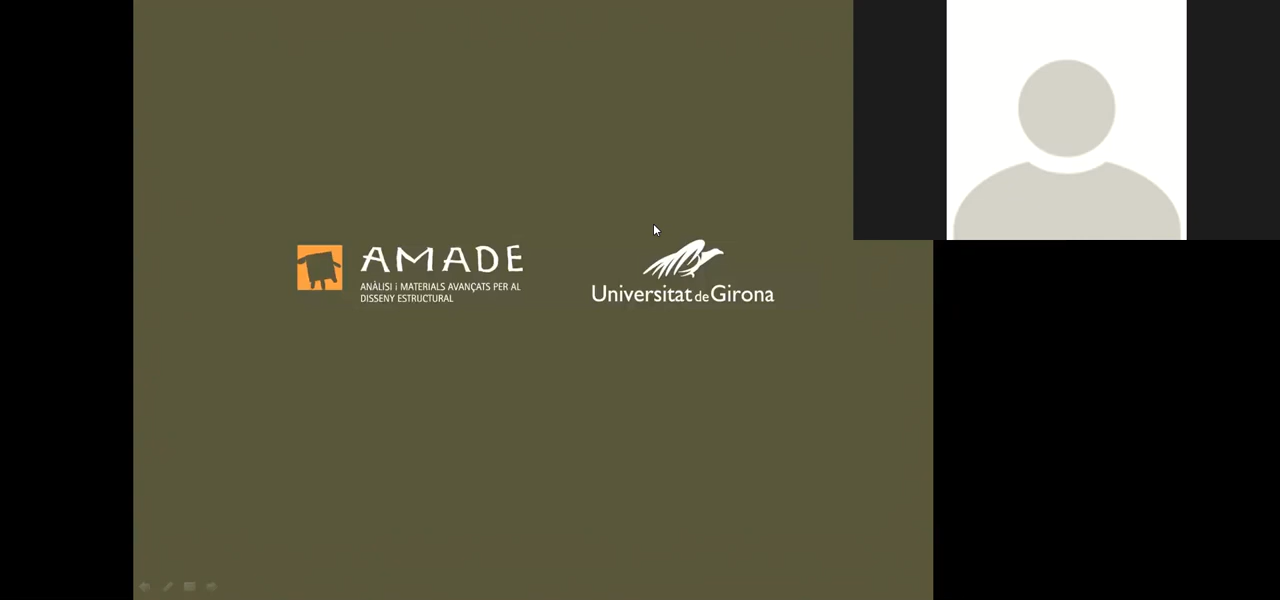 AMADE
ANÀLISI i MATERIALS AVANÇATS PER AL
DISSENY ESTRUCTURAL
Universitat de Girona